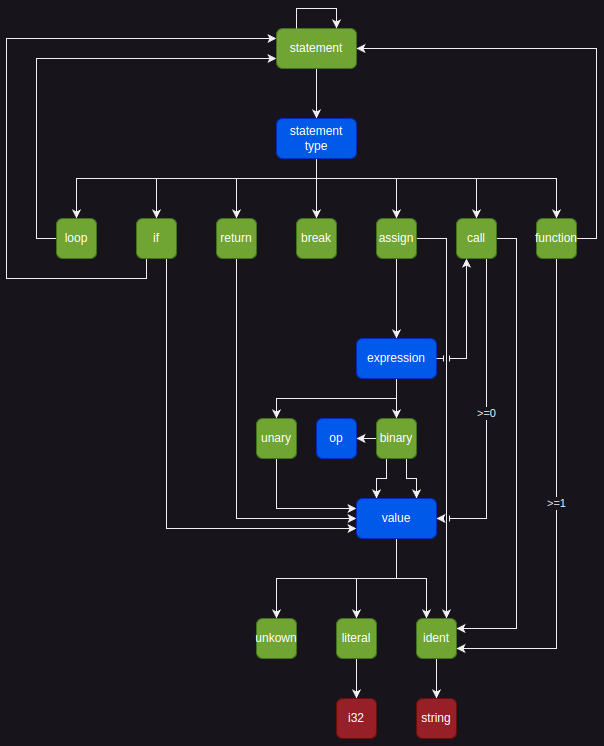 statement
statement
type
loop
if
return
break
assign
call
function
expression
>=0
unary
op
binary
>=1
value
unkown
literal
ident
i32
string